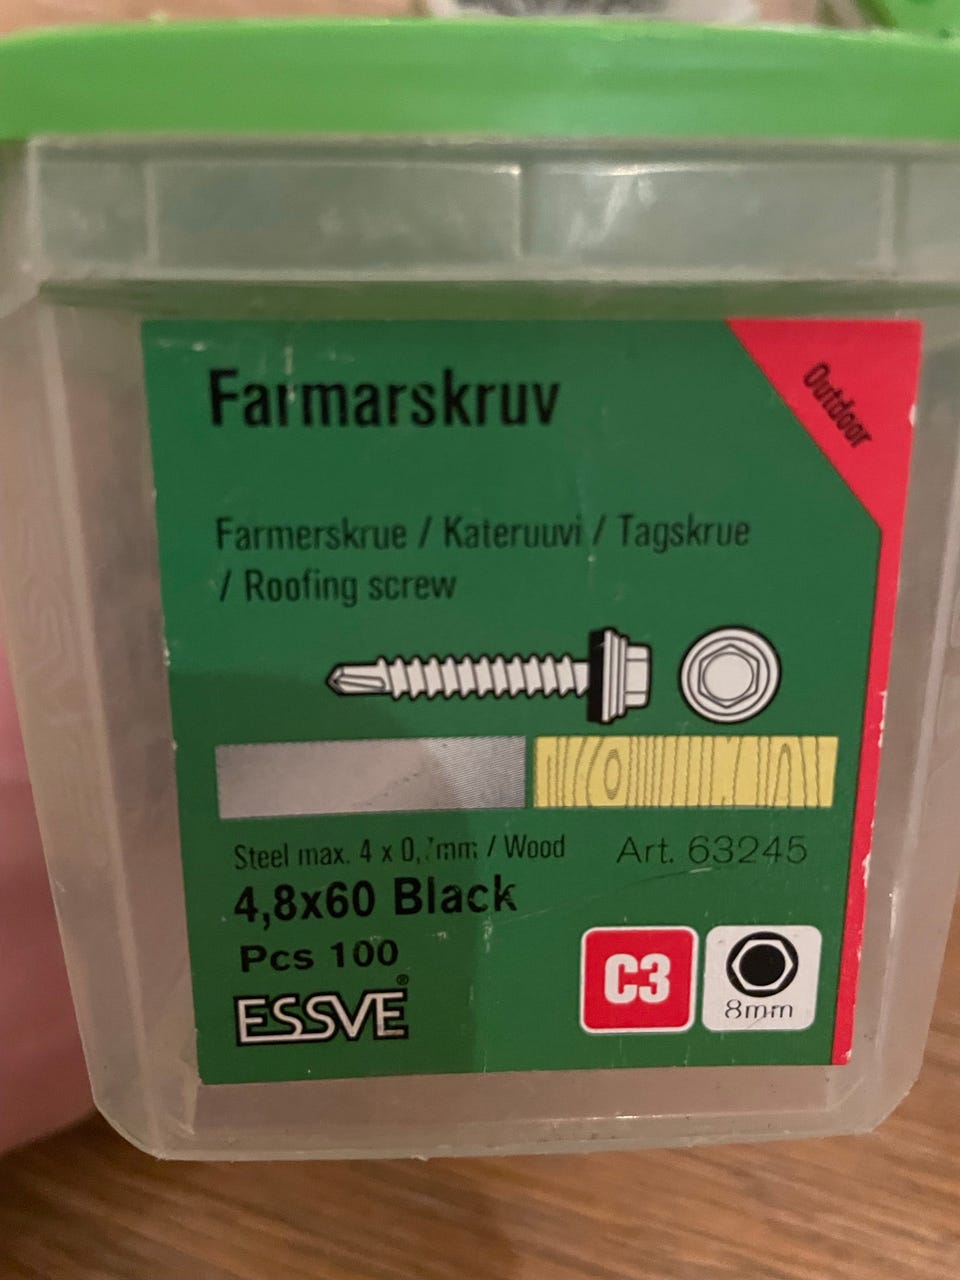 Farmarskruv
Outdoor
Farmerskrue / Kateruuvi / Tagskrue
/ Roofing screw
Steel max. 4 x / Wood
Art. 63245
4,8x60 Black
Pcs 100
ESSVE®
C3
8mm